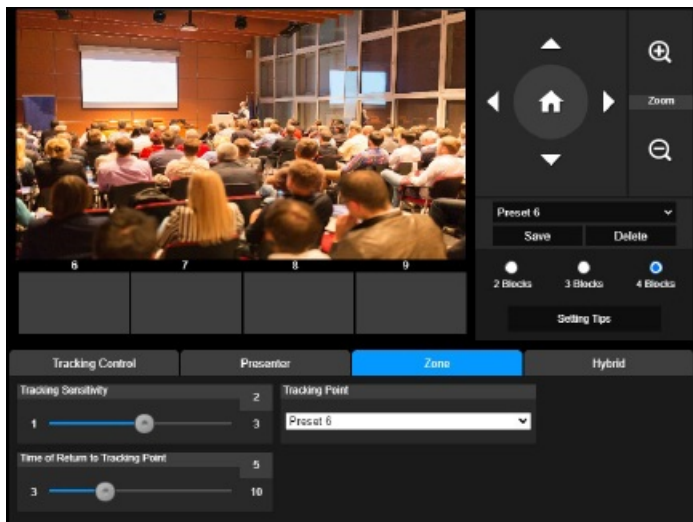 Zoom
Preset 6
Save Delete
6 7 8 9
2 Blocks 3 Blocks 4 Blocks
Setting Tips
Tracking Control Presenter Zone Hybrid
Tracking Sensitivity 2
1 3
Tracking Point
Preset 6
Time of Return to Tracking Point 5
3 10